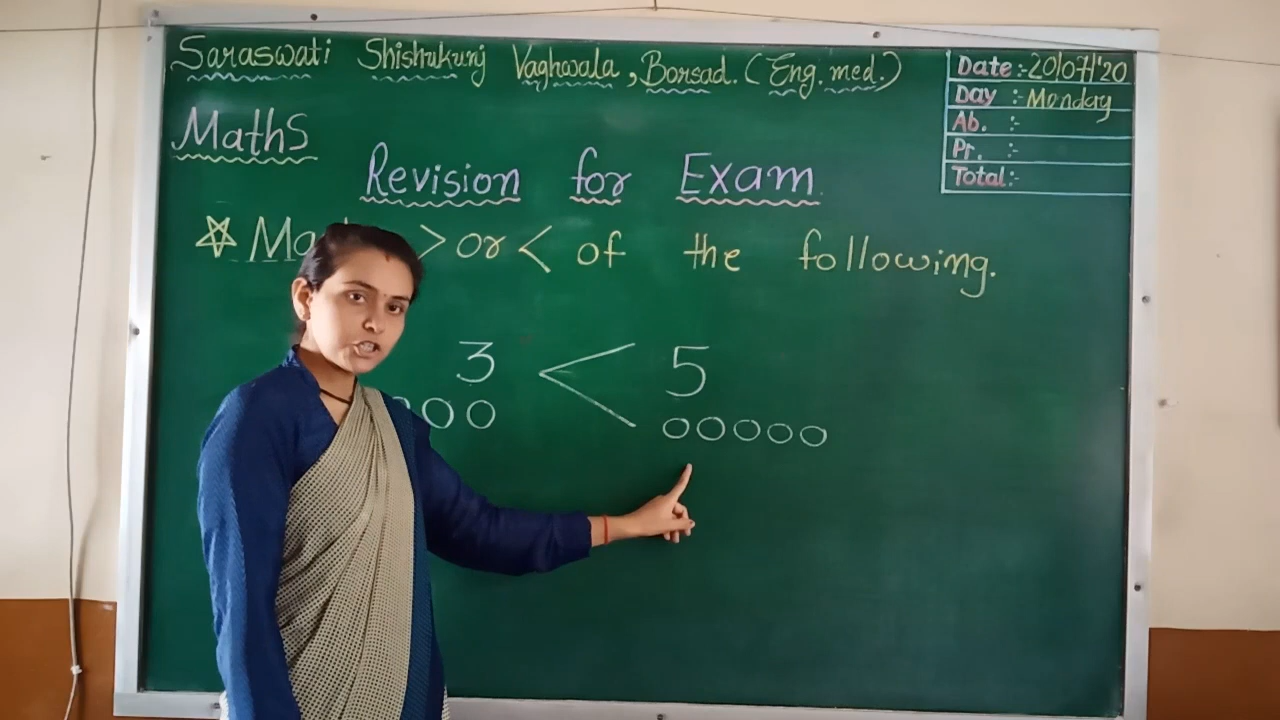 Saraswati Shishukunj Vaghwala, Borsad. (Eng. med.)
Date :- 20/07/'20
Day :- Monday
Ab. :-
Pr. :-
Total:-
Maths
Revision for Exam
> or < of the following.
3 < 5